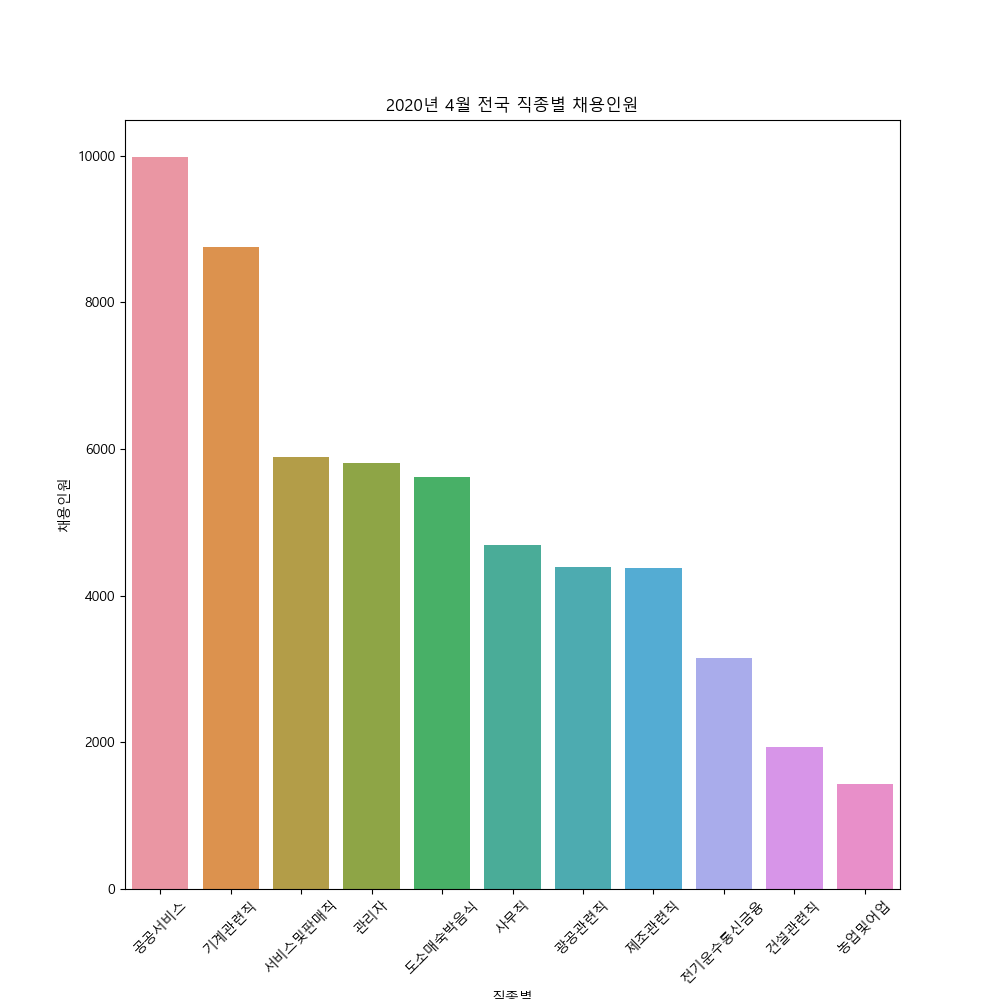 2020년 4월 전국 직종별 채용인원
채용인원
10000
8000
6000
4000
2000
0
공공서비스
기계관련직
서비스및판매직
관리자
도소매숙박음식
사무직
광공관련직
제조관련직
전기운수통신금융
건설관련직
농업및어업
직종별